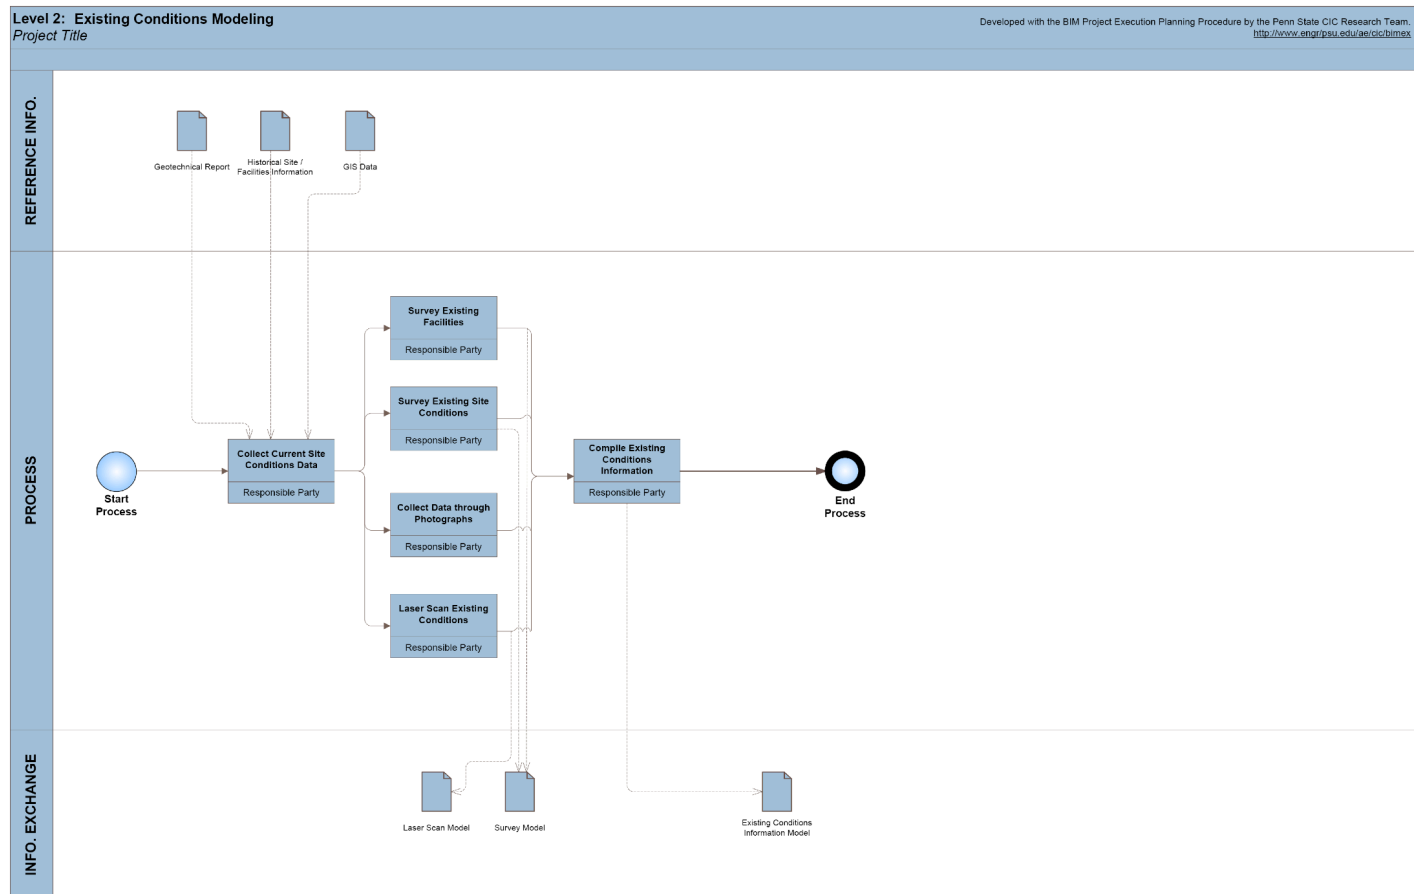 Level 2: Existing Conditions Modeling
Project Title
Developed with the BIM Project Execution Planning Procedure by the Penn State CIC Research Team.
http://www.engr/psu.edu/ae/cic/bimex
REFERENCE INFO.
Geotechnical Report
Historical Site /
Facilities Information
GIS Data
PROCESS
Start
Process
Collect Current Site
Conditions Data
Responsible Party
Survey Existing
Facilities
Responsible Party
Survey Existing Site
Conditions
Responsible Party
Collect Data through
Photographs
Responsible Party
Laser Scan Existing
Conditions
Responsible Party
Compile Existing
Conditions
Information
Responsible Party
End
Process
INFO. EXCHANGE
Laser Scan Model
Survey Model
Existing Conditions
Information Model